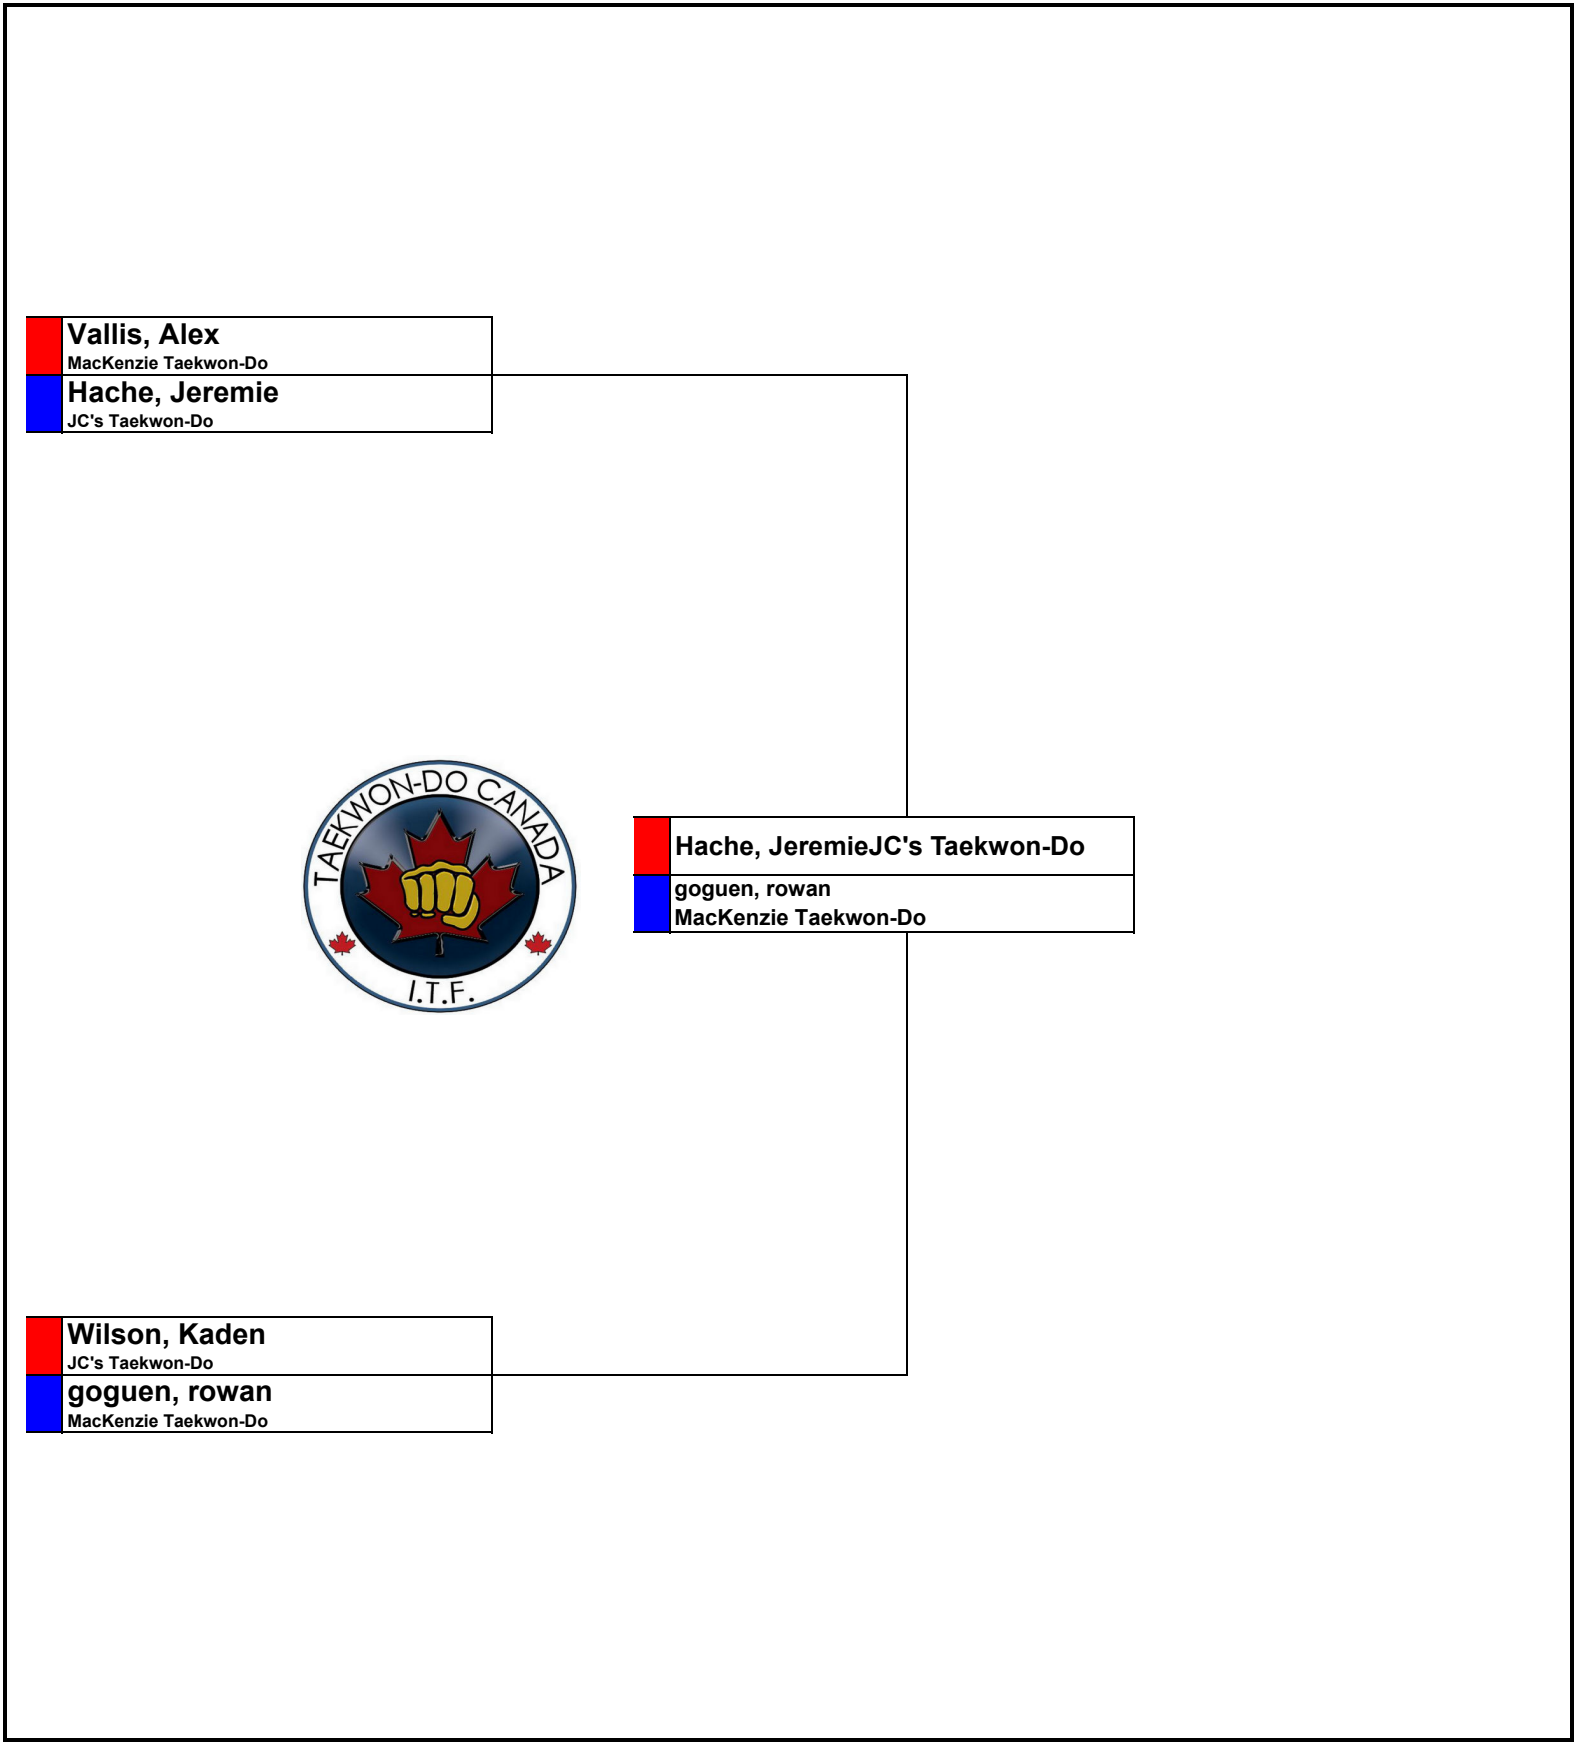 Vallis, Alex
MacKenzie Taekwon-Do
Hache, Jeremie
JC's Taekwon-Do
TAEKWON-DO CANADA
I.T.F.
Hache, JeremieJC's Taekwon-Do
goguen, rowan
MacKenzie Taekwon-Do
Wilson, Kaden
JC's Taekwon-Do
goguen, rowan
MacKenzie Taekwon-Do